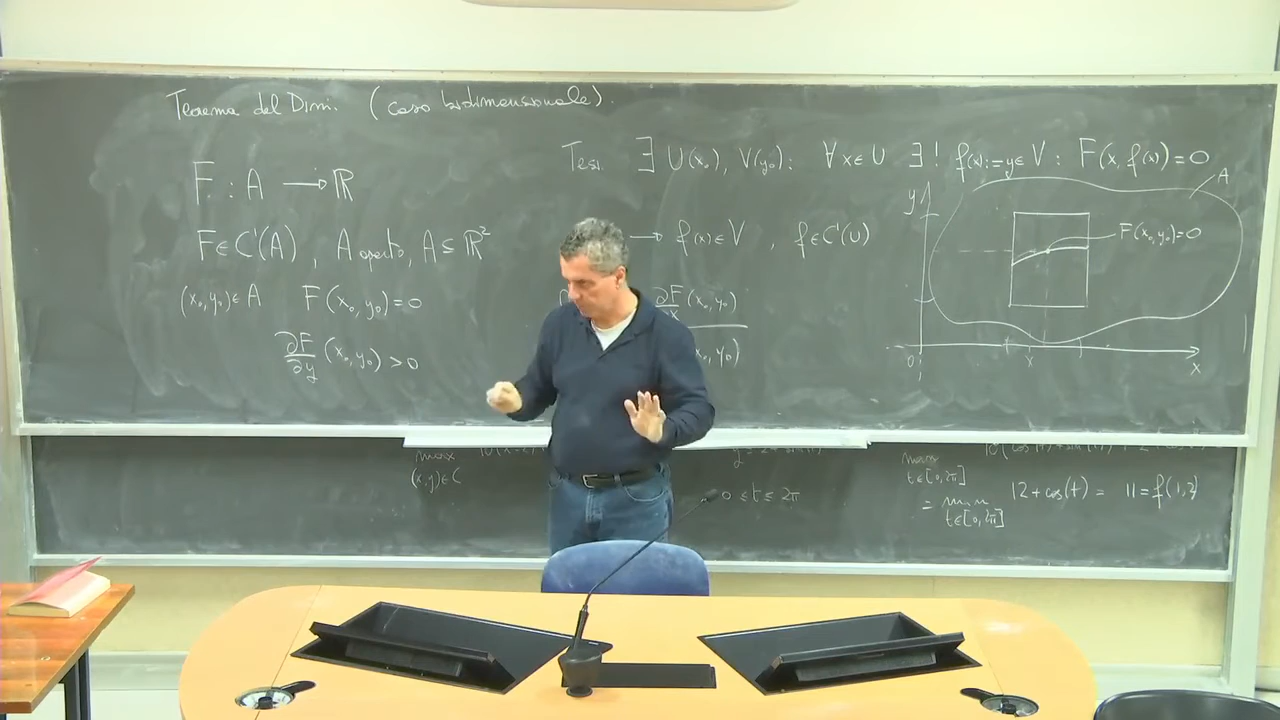 Teorema del Dini. (caso bidimensionale).
F : A → ℝ
F ∈ C¹(A), A aperto, A ⊆ ℝ²
(x₀, y₀) ∈ A F(x₀, y₀) = 0
∂F/∂y (x₀, y₀) > 0
Tesi. ∃ U(x₀), V(y₀) : ∀x ∈ U ∃! f(x) := y ∈ V : F(x, f(x)) = 0
→ f(x) ∈ V , f ∈ C¹(U)
∂F/∂x (x₀, y₀)
x₀, y₀)
y
A
F(x₀, y₀) = 0
0
x
x
max
(x,y) ∈ C
0 ≤ t ≤ 2π
t ∈ [0, 2π]
= min 12 + cos(t) = 11 = f(1,2)
t ∈ [0, 2π]